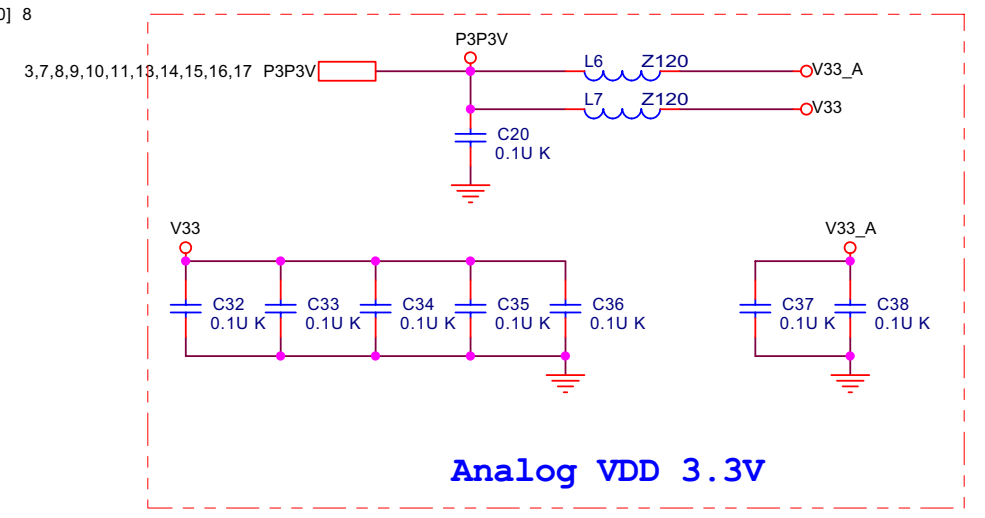 0] 8
P3P3V
3,7,8,9,10,11,13,14,15,16,17 P3P3V
L6 Z120
V33_A
L7 Z120
V33
C20
0.1U K
V33
V33_A
C32 C33 C34 C35 C36 C37 C38
0.1U K 0.1U K 0.1U K 0.1U K 0.1U K 0.1U K 0.1U K
Analog VDD 3.3V